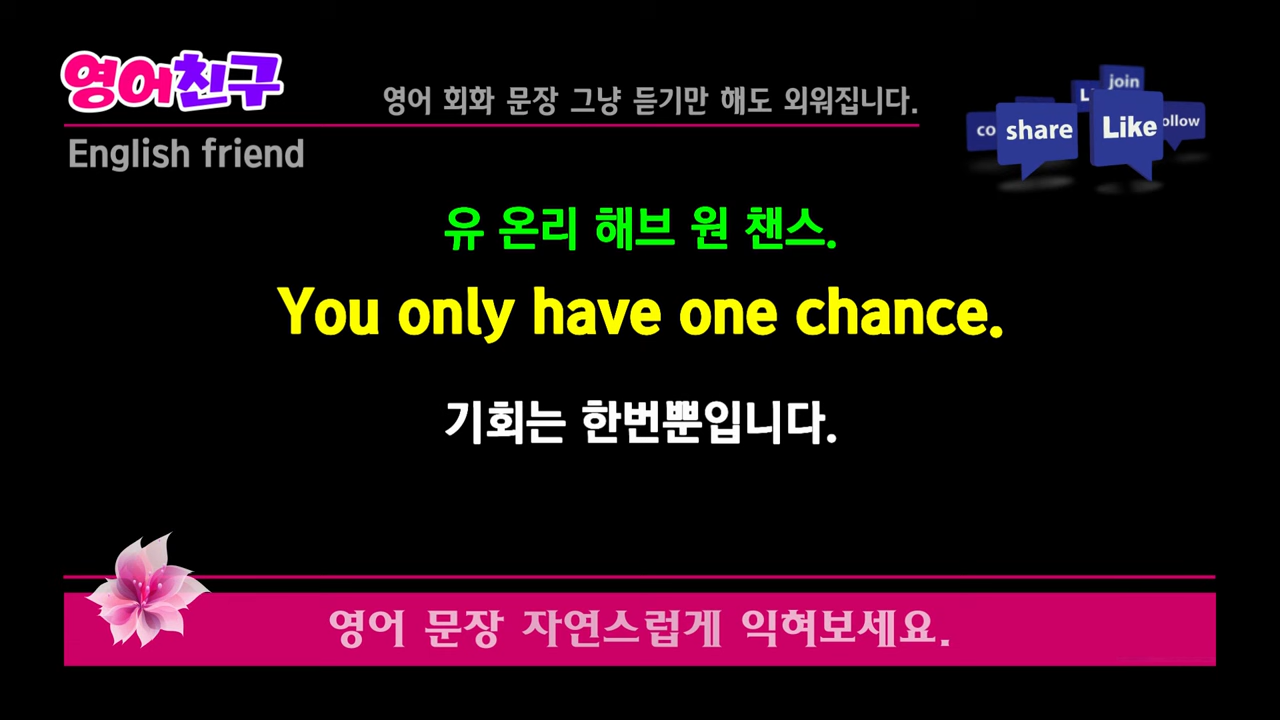 영어친구
영어 회화 문장 그냥 듣기만 해도 외워집니다.
English friend
join
share
Like
유 온리 해브 원 챈스.
You only have one chance.
기회는 한번뿐입니다.
영어 문장 자연스럽게 익혀보세요.